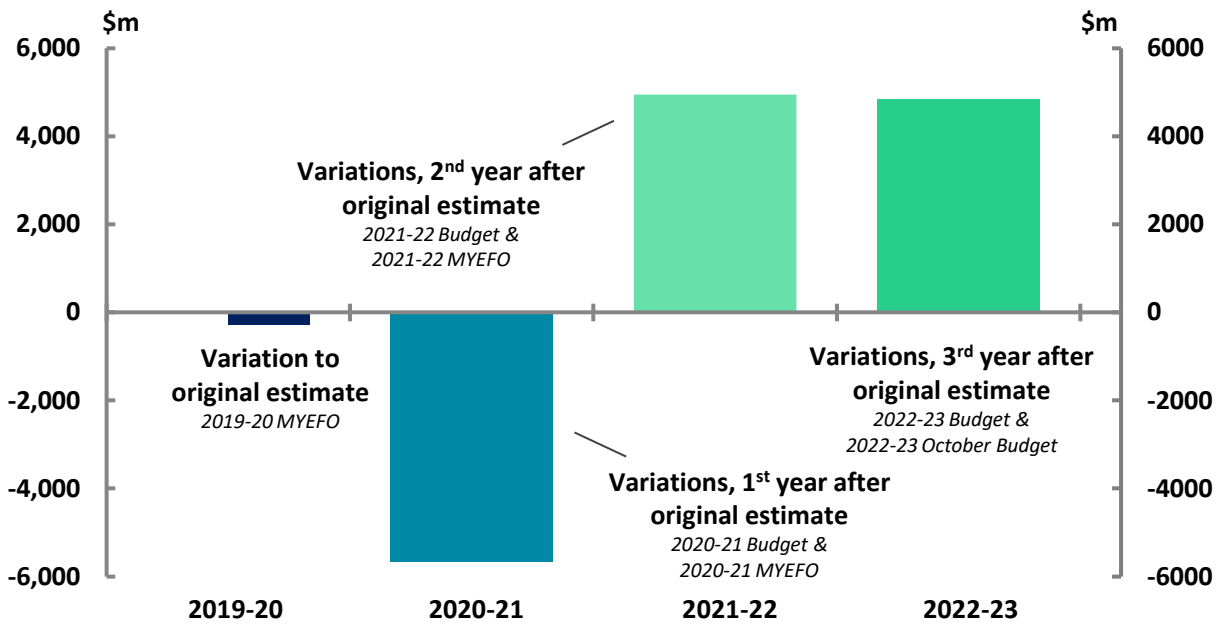 $m
$m
6,000
4,000
2,000
0
-2,000
-4,000
-6,000
6000
4000
2000
0
-2000
-4000
-6000
Variations, 2nd year after
original estimate
2021-22 Budget &
2021-22 MYEFO
Variation to
original estimate
2019-20 MYEFO
Variations, 3rd year after
original estimate
2022-23 Budget &
2022-23 October Budget
Variations, 1st year after
original estimate
2020-21 Budget &
2020-21 MYEFO
2019-20
2020-21
2021-22
2022-23